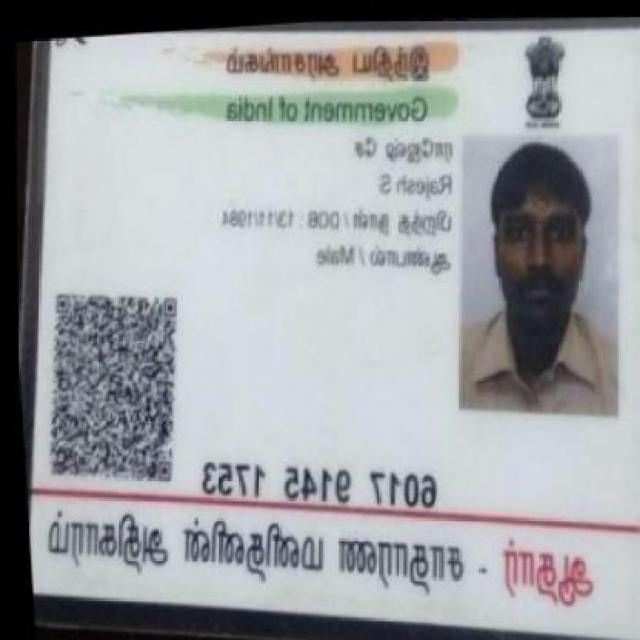 இந்திய அரசாங்கம்
Government of India
ராஜேஷ் சே
Rajesh S
பிறந்த நாள் / DOB : 13/11/1984
ஆண்பால் / Male
6017 9145 1753
ஆதார் - சாதாரண மனிதனின் அதிகாரம்